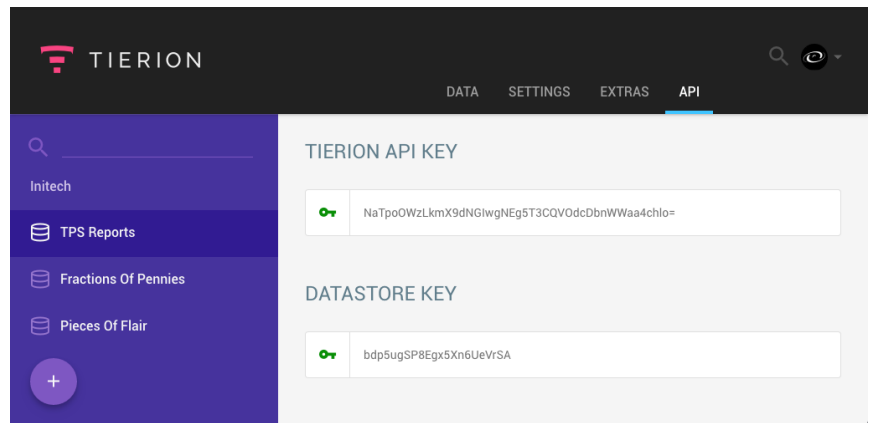 TIERION
DATA SETTINGS EXTRAS API
Initech
TPS Reports
Fractions Of Pennies
Pieces Of Flair
+
TIERION API KEY
NaTpoOWzLkmX9dNGIwgNEg5T3CQVOdcDbnWWaa4chlo=
DATASTORE KEY
bdp5ugSP8Egx5Xn6UeVrSA